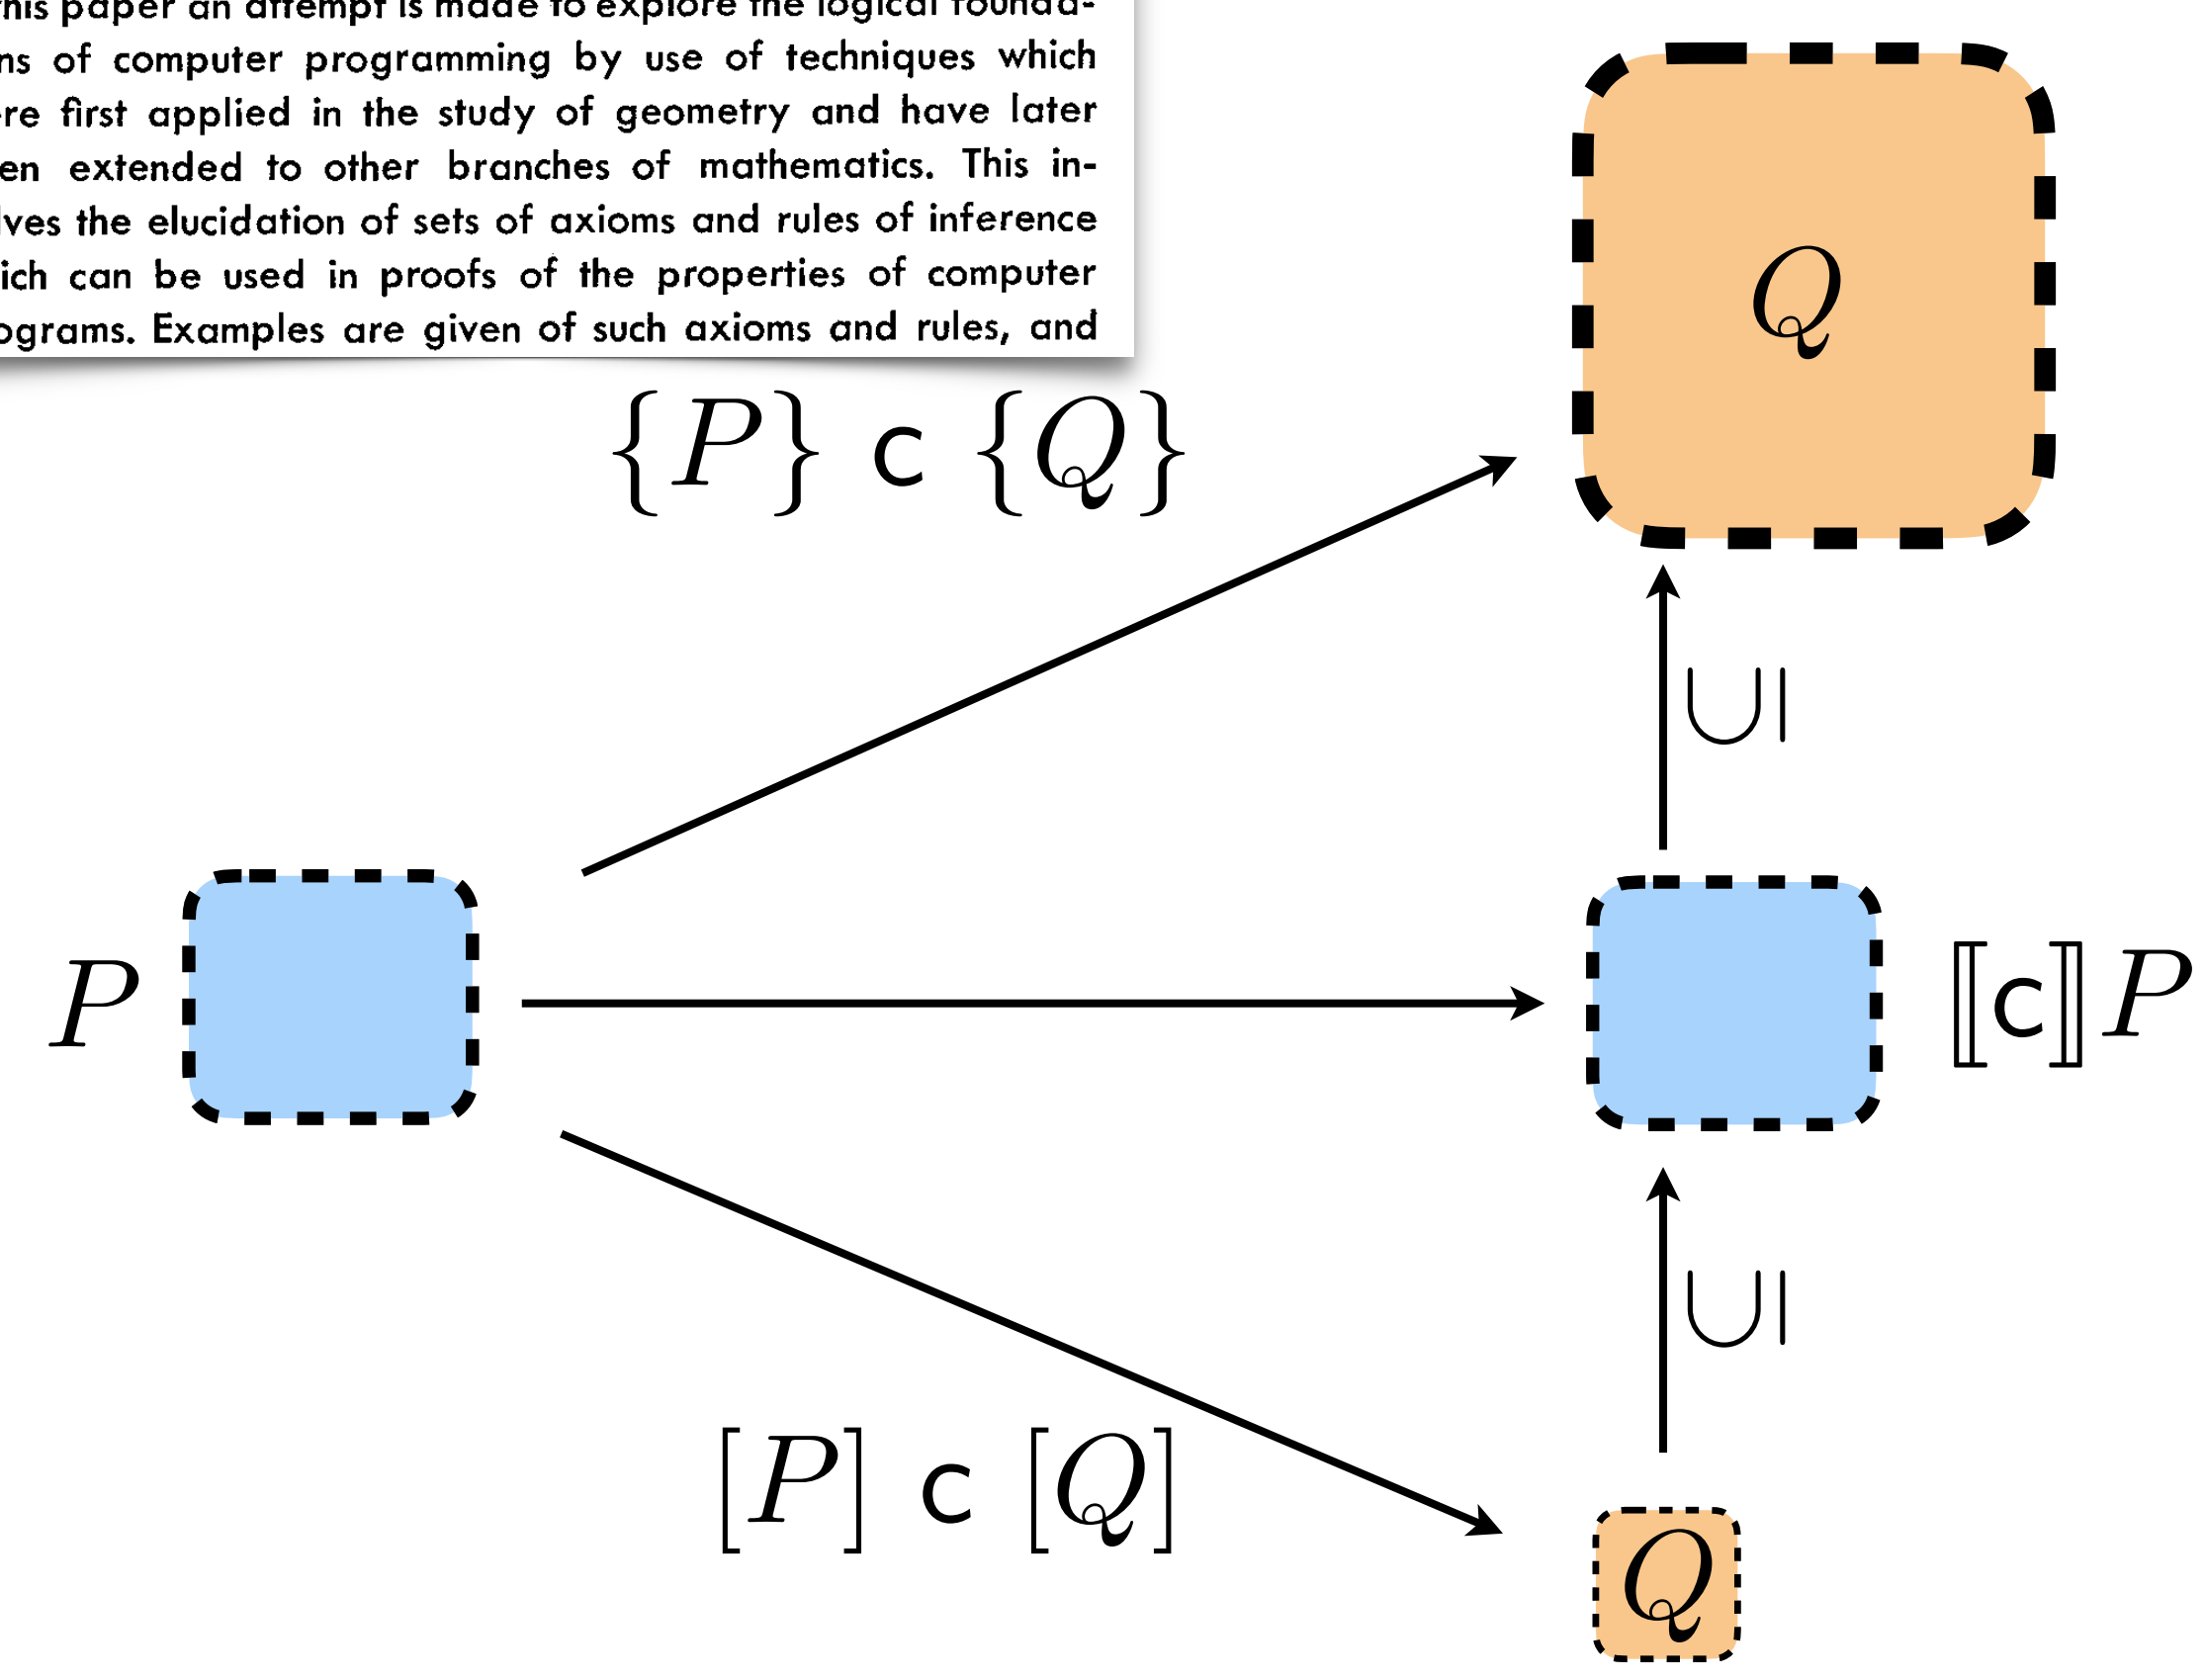 this paper an attempt is made to explore the logical founda-
ns of computer programming by use of techniques which
re first applied in the study of geometry and have later
en extended to other branches of mathematics. This in-
lves the elucidation of sets of axioms and rules of inference
ich can be used in proofs of the properties of computer
ograms. Examples are given of such axioms and rules, and
Q
{P} c {Q}
⊆
P
⟦c⟧P
⊆
[P] c [Q]
Q